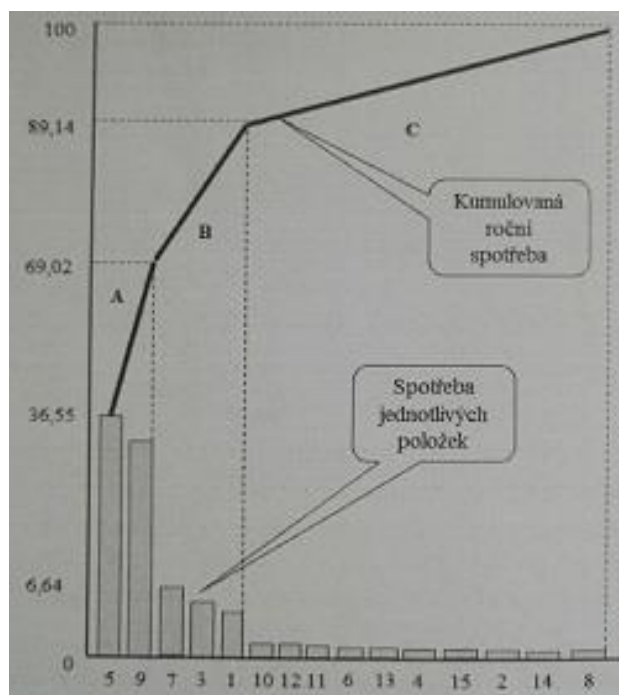 100
89,14
C
Kumulovaná
roční
spotřeba
B
69,02
A
Spotřeba
jednotlivých
položek
36,55
6,64
0
5 9 7 3 1 10 12 11 6 13 4 15 2 14 8